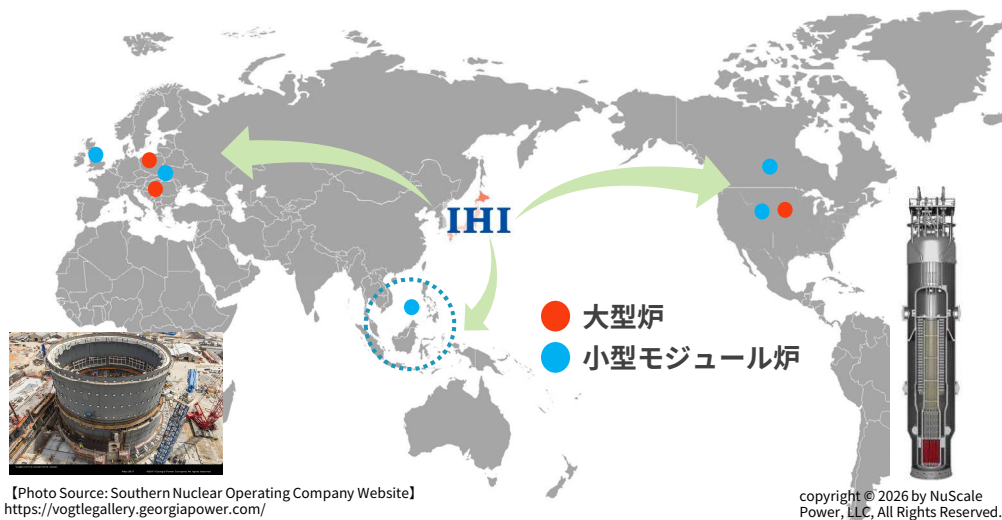 IHI
大型炉
小型モジュール炉
【Photo Source: Southern Nuclear Operating Company Website】
https://vogtlegallery.georgiapower.com/
copyright © 2026 by NuScale
Power, LLC, All Rights Reserved.